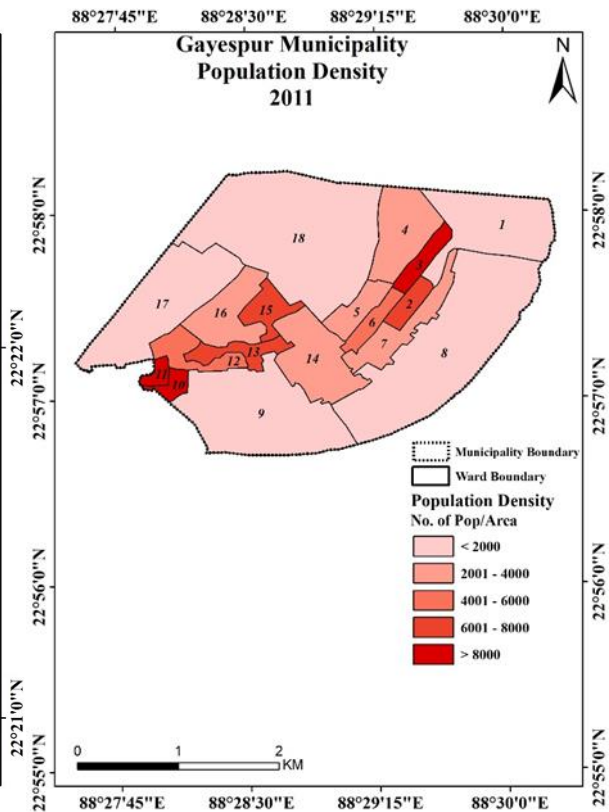 88°27'45"E 88°28'30"E 88°29'15"E 88°30'0"E
Gayespur Municipality
Population Density
2011
N
22°58'0"N
22°58'0"N
1
4
18
3
17
16
15
5
6
2
22°22'0"N
7
14
8
13
12
11
10
9
22°57'0"N
22°57'0"N
Municipality Boundary
Ward Boundary
Population Density
No. of Pop/Area
< 2000
2001 - 4000
4001 - 6000
6001 - 8000
> 8000
22°56'0"N
22°56'0"N
22°21'0"N
0 1 2
KM
22°55'0"N
22°55'0"N
88°27'45"E 88°28'30"E 88°29'15"E 88°30'0"E